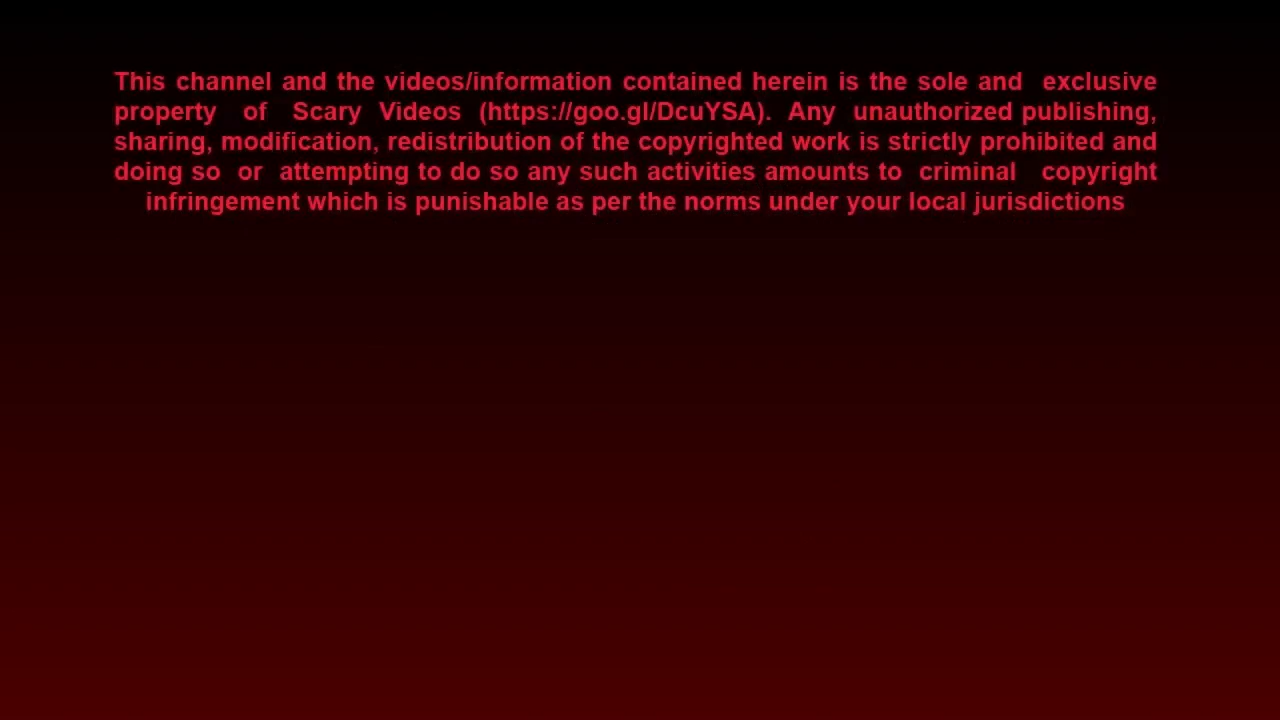 This channel and the videos/information contained herein is the sole and exclusive
property of Scary Videos (https://goo.gl/DcuYSA). Any unauthorized publishing,
sharing, modification, redistribution of the copyrighted work is strictly prohibited and
doing so or attempting to do so any such activities amounts to criminal copyright
infringement which is punishable as per the norms under your local jurisdictions